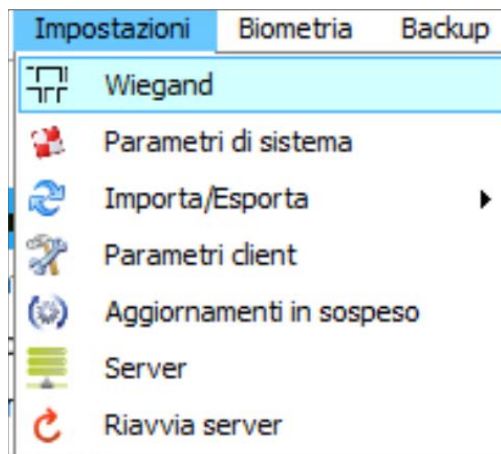 Impostazioni Biometria Backup
Wiegand
Parametri di sistema
Importa/Esporta
Parametri client
Aggiornamenti in sospeso
Server
Riavvia server